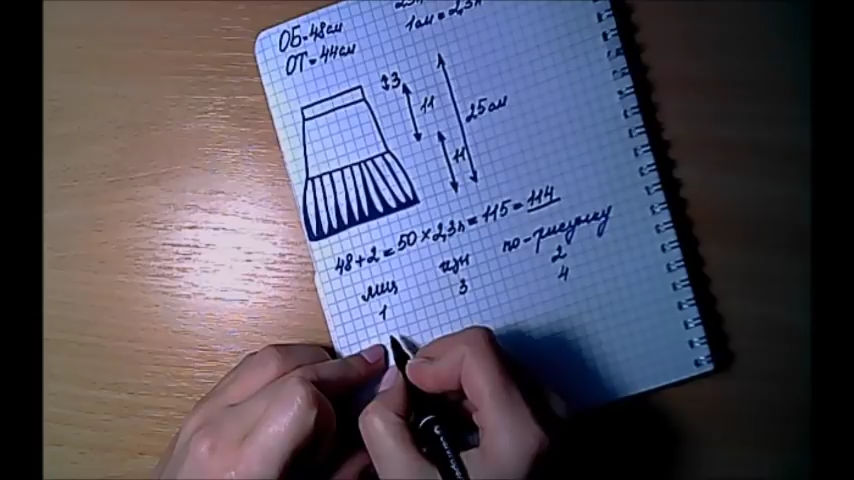 ОБ=48см
ОТ=44см
1см=2,3п
↕3
11
25см
11
48+2=50×2,3п=115=114
лиц изн по-рисунку
1 3 2
4